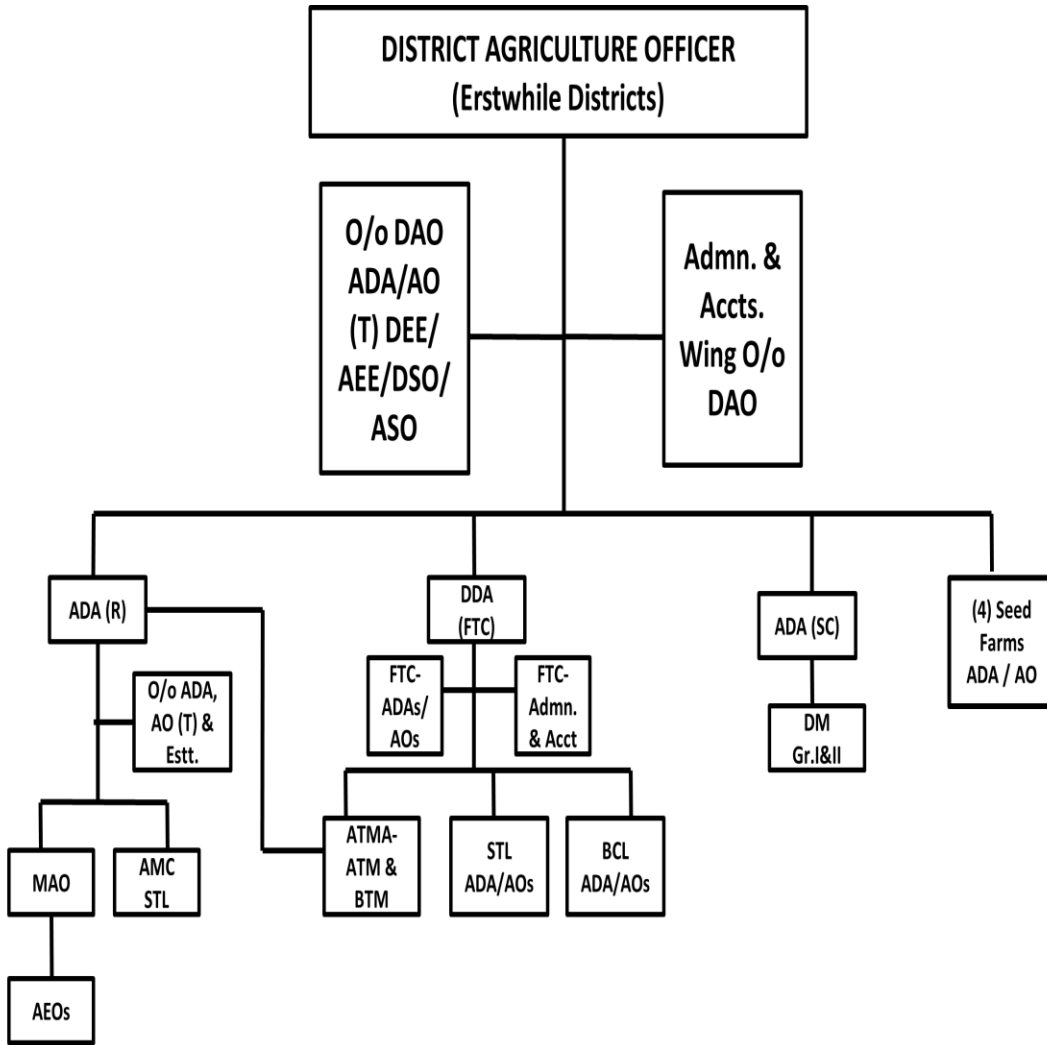 DISTRICT AGRICULTURE OFFICER
(Erstwhile Districts)
O/o DAO
ADA/AO
(T) DEE/
AEE/DSO/
ASO
Admn. &
Accts.
Wing O/o
DAO
ADA (R)
DDA
(FTC)
ADA (SC)
(4) Seed
Farms
ADA / AO
O/o ADA,
AO (T) &
Estt.
FTC-
ADAs/
AOs
FTC-
Admn.
& Acct
DM
Gr.I&II
MAO
AMC
STL
ATMA-
ATM &
BTM
STL
ADA/AOs
BCL
ADA/AOs
AEOs